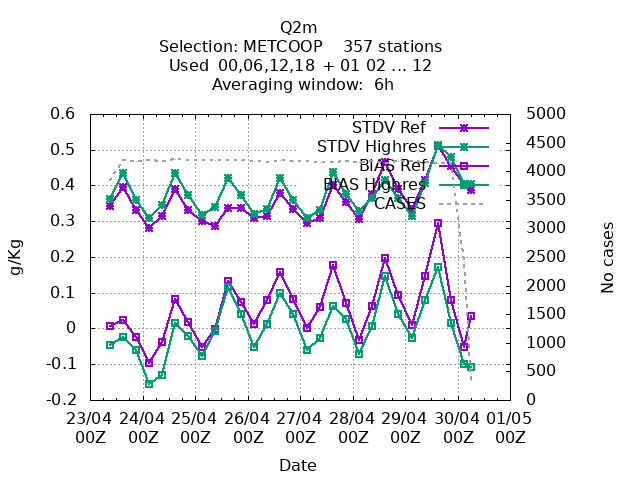 Q2m
Selection: METCOOP 357 stations
Used 00,06,12,18 + 01 02 ... 12
Averaging window: 6h
0.6
0.5
0.4
0.3
0.2
0.1
0
-0.1
-0.2
g/Kg
5000
4500
4000
3500
3000
2500
2000
1500
1000
500
0
No cases
STDV Ref
STDV Highres
BIAS Ref
BIAS Highres
CASES
23/04 24/04 25/04 26/04 27/04 28/04 29/04 30/04 01/05
00Z 00Z 00Z 00Z 00Z 00Z 00Z 00Z 00Z
Date